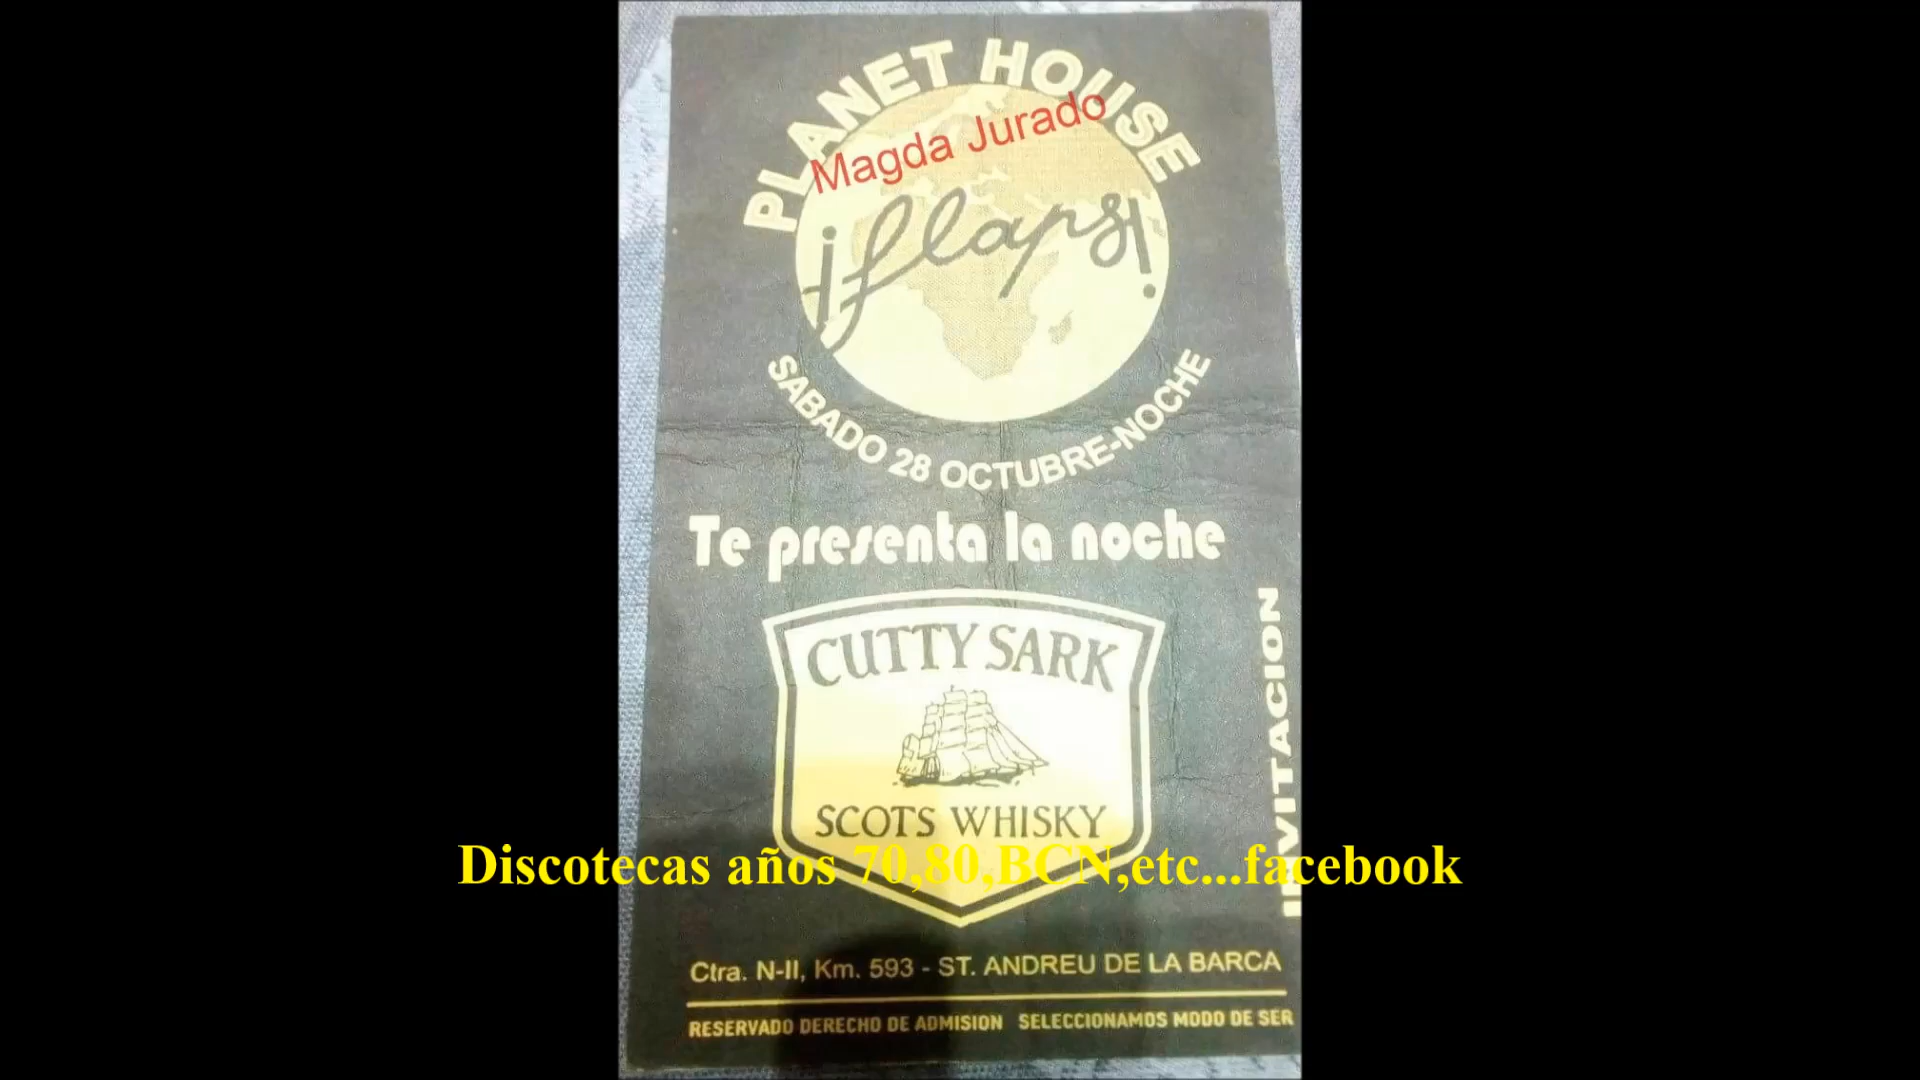 PLANET HOUSE
Magda Jurado
¡flaps!
SABADO 28 OCTUBRE-NOCHE
Te presenta la noche
CUTTY SARK
SCOTS WHISKY
INVITACION
Discotecas años 70,80,BCN,etc...facebook
Ctra. N-II, Km. 593 - ST. ANDREU DE LA BARCA
RESERVADO DERECHO DE ADMISION SELECCIONAMOS MODO DE SER